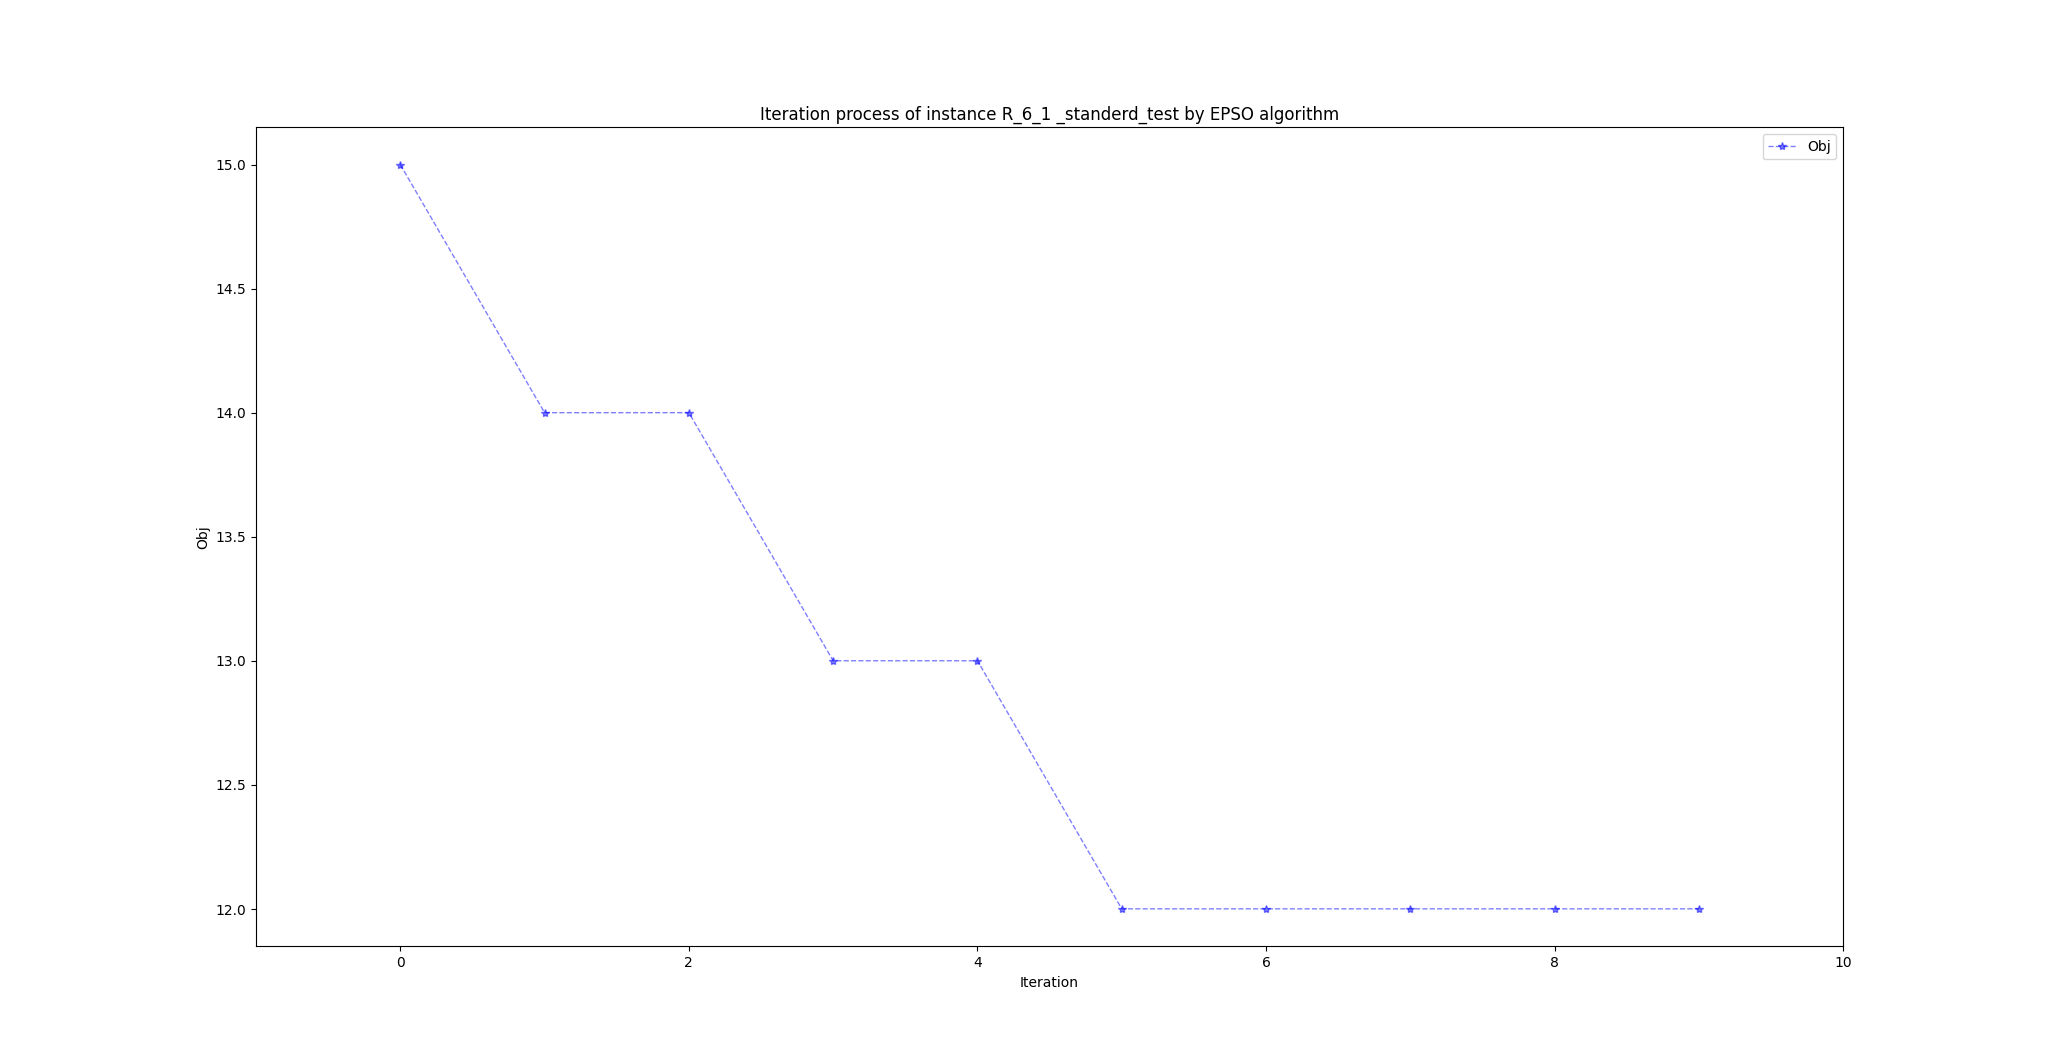 Iteration process of instance R_6_1 _standerd_test by EPSO algorithm
Obj
15.0
14.5
14.0
13.5
13.0
12.5
12.0
Obj
0 2 4 6 8 10
Iteration